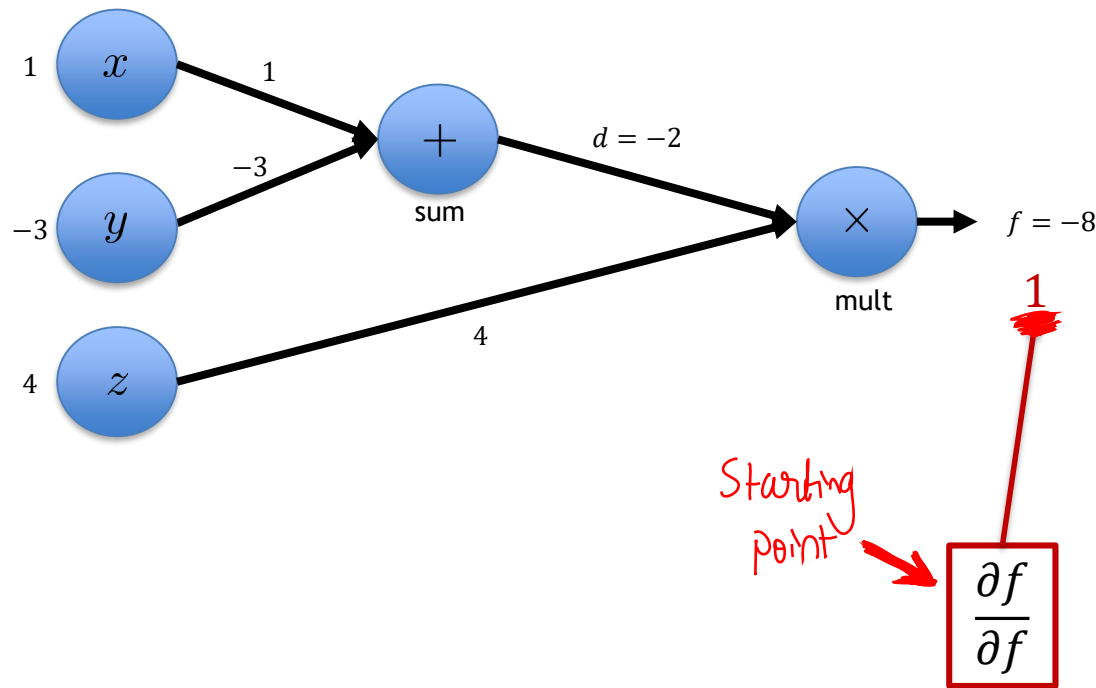 1
x
1
+
sum
d = −2
−3
y
−3
×
mult
f = −8
4
z
4
1
Starting
point
∂f
∂f